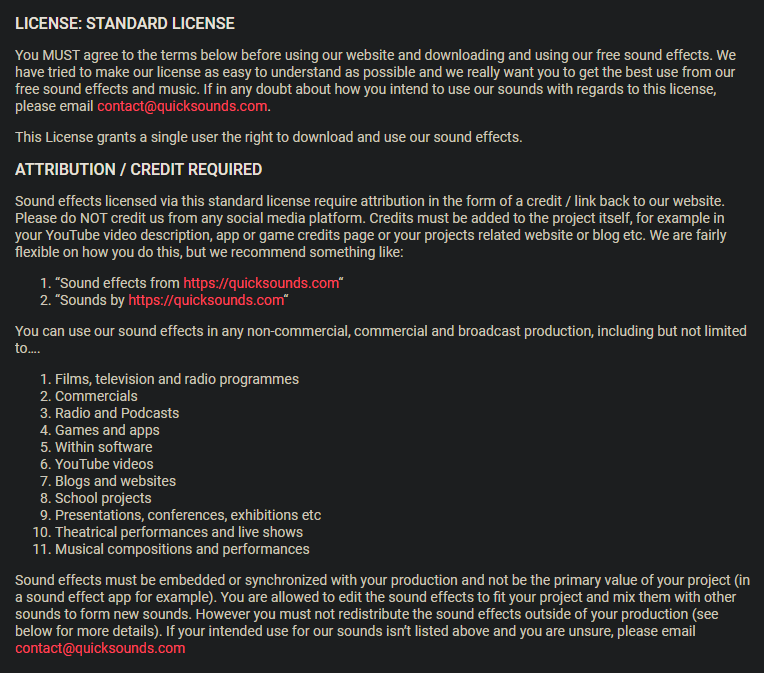 LICENSE: STANDARD LICENSE
You MUST agree to the terms below before using our website and downloading and using our free sound effects. We
have tried to make our license as easy to understand as possible and we really want you to get the best use from our
free sound effects and music. If in any doubt about how you intend to use our sounds with regards to this license,
please email contact@quicksounds.com.
This License grants a single user the right to download and use our sound effects.
ATTRIBUTION / CREDIT REQUIRED
Sound effects licensed via this standard license require attribution in the form of a credit / link back to our website.
Please do NOT credit us from any social media platform. Credits must be added to the project itself, for example in
your YouTube video description, app or game credits page or your projects related website or blog etc. We are fairly
flexible on how you do this, but we recommend something like:
1. “Sound effects from https://quicksounds.com“
2. “Sounds by https://quicksounds.com“
You can use our sound effects in any non-commercial, commercial and broadcast production, including but not limited
to….
1. Films, television and radio programmes
2. Commercials
3. Radio and Podcasts
4. Games and apps
5. Within software
6. YouTube videos
7. Blogs and websites
8. School projects
9. Presentations, conferences, exhibitions etc
10. Theatrical performances and live shows
11. Musical compositions and performances
Sound effects must be embedded or synchronized with your production and not be the primary value of your project (in
a sound effect app for example). You are allowed to edit the sound effects to fit your project and mix them with other
sounds to form new sounds. However you must not redistribute the sound effects outside of your production (see
below for more details). If your intended use for our sounds isn’t listed above and you are unsure, please email
contact@quicksounds.com